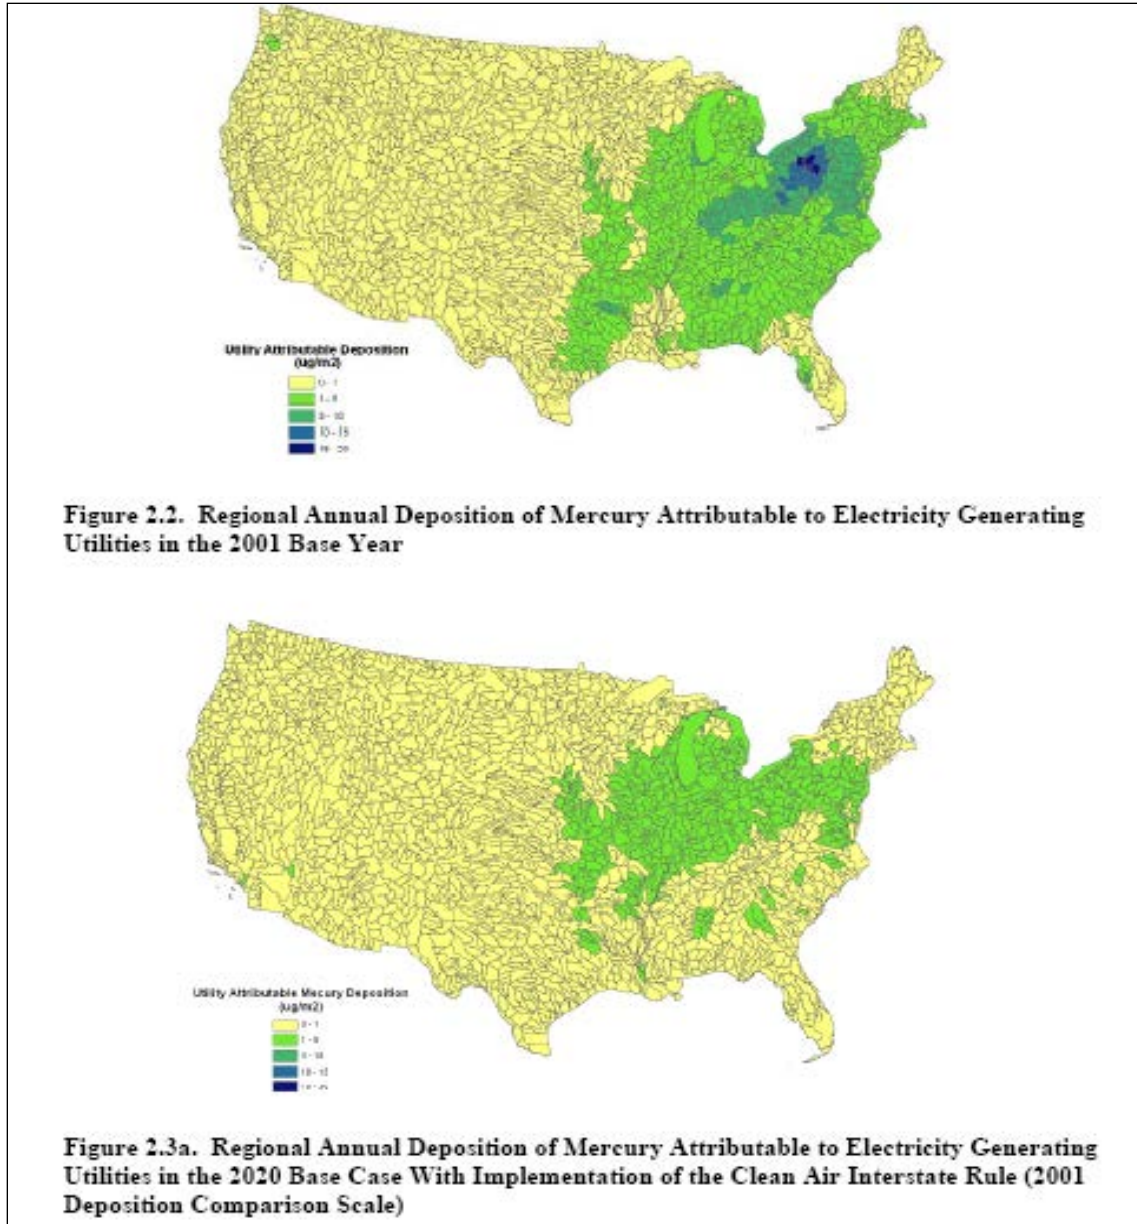 Utility Attributable Deposition
(ug/m2)
0 - 1
Figure 2.2. Regional Annual Deposition of Mercury Attributable to Electricity Generating
Utilities in the 2001 Base Year
Utility Attributable Mecury Deposition
(ug/m2)
0 - 1
Figure 2.3a. Regional Annual Deposition of Mercury Attributable to Electricity Generating
Utilities in the 2020 Base Case With Implementation of the Clean Air Interstate Rule (2001
Deposition Comparison Scale)